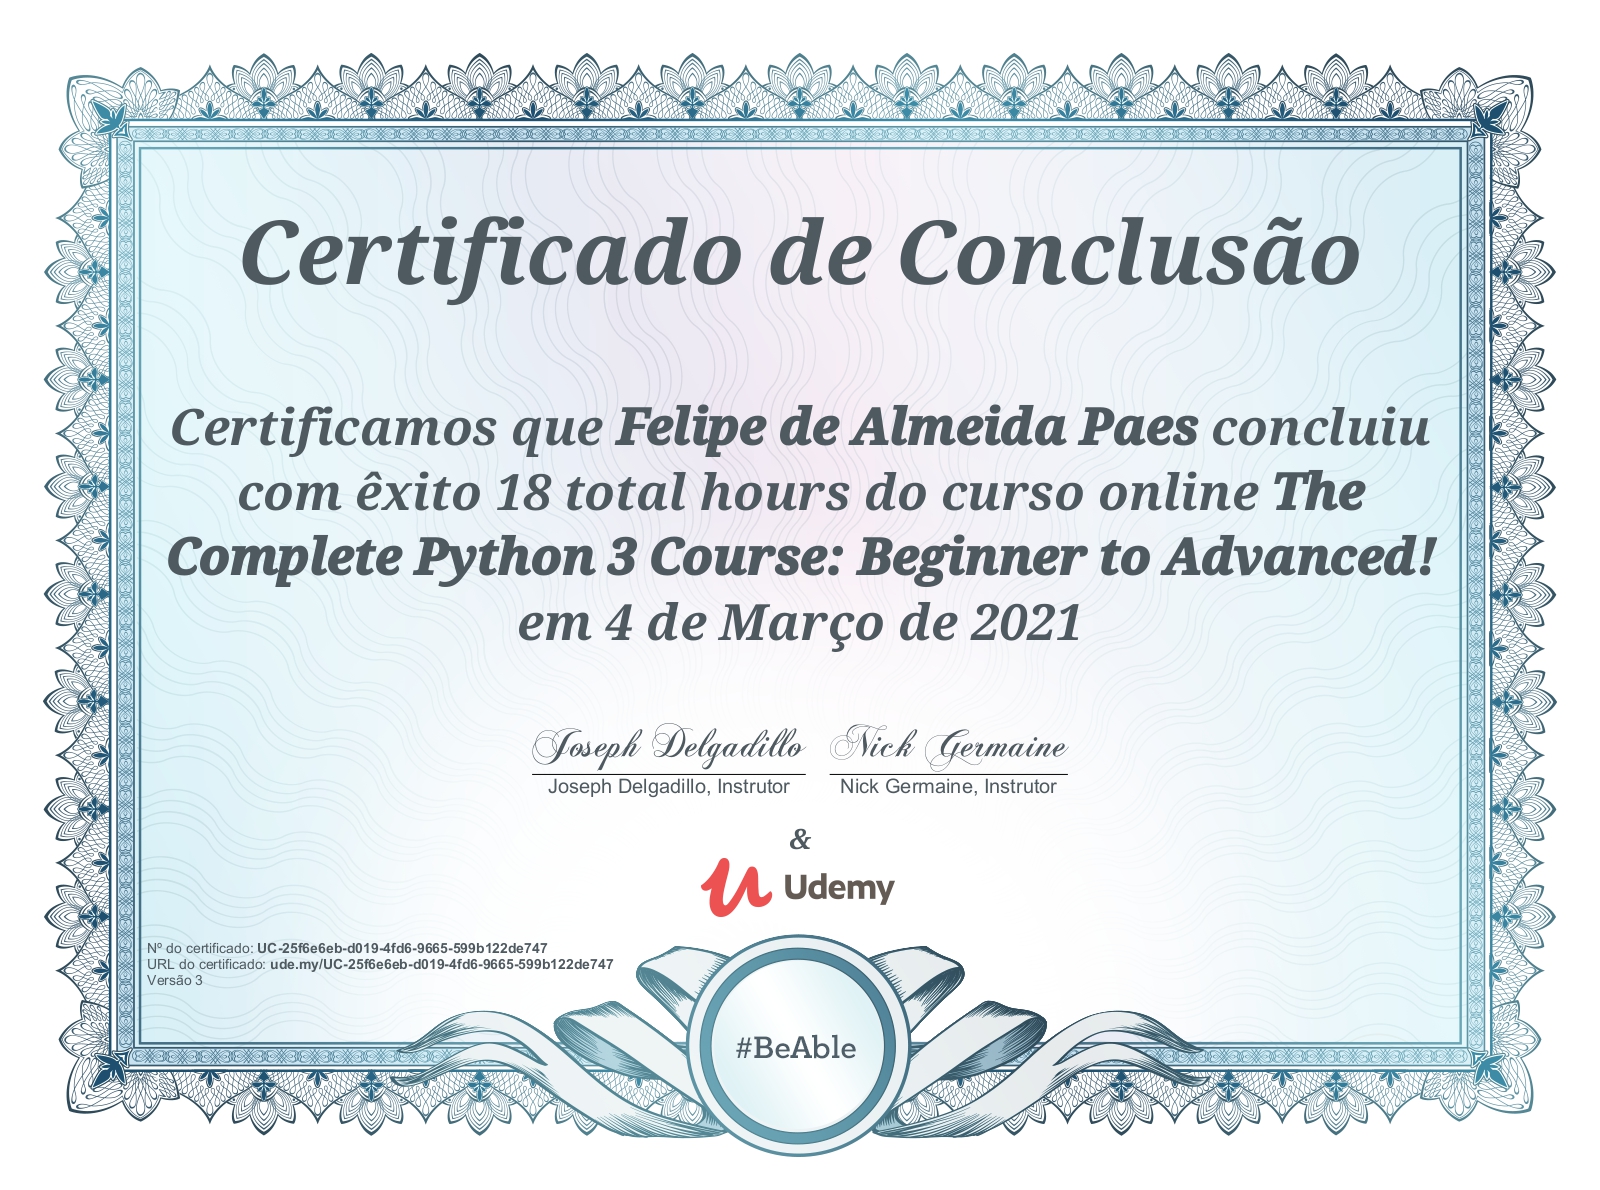 Certificado de Conclusão
Certificamos que Felipe de Almeida Paes concluiu
com êxito 18 total hours do curso online The
Complete Python 3 Course: Beginner to Advanced!
em 4 de Março de 2021
Joseph Delgadillo Nick Germaine
Joseph Delgadillo, Instrutor Nick Germaine, Instrutor
&
Udemy
Nº do certificado: UC-25f6e6eb-d019-4fd6-9665-599b122de747
URL do certificado: ude.my/UC-25f6e6eb-d019-4fd6-9665-599b122de747
Versão 3
#BeAble